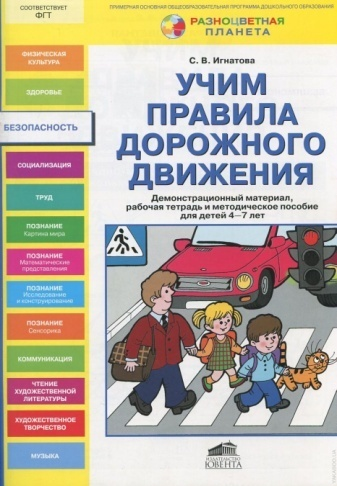 СООТВЕТСТВУЕТ
ФГТ
ПРИМЕРНАЯ ОСНОВНАЯ ОБЩЕОБРАЗОВАТЕЛЬНАЯ ПРОГРАММА ДОШКОЛЬНОГО ОБРАЗОВАНИЯ
РАЗНОЦВЕТНАЯ
ПЛАНЕТА
С. В. Игнатова
УЧИМ
ПРАВИЛА
ДОРОЖНОГО
ДВИЖЕНИЯ
Демонстрационный материал,
рабочая тетрадь и методическое пособие
для детей 4—7 лет
ФИЗИЧЕСКАЯ
КУЛЬТУРА
ЗДОРОВЬЕ
БЕЗОПАСНОСТЬ
СОЦИАЛИЗАЦИЯ
ТРУД
ПОЗНАНИЕ
Картина мира
ПОЗНАНИЕ
Математические
представления
ПОЗНАНИЕ
Исследование
и конструирование
ПОЗНАНИЕ
Сенсорика
КОММУНИКАЦИЯ
ЧТЕНИЕ
ХУДОЖЕСТВЕННОЙ
ЛИТЕРАТУРЫ
ХУДОЖЕСТВЕННОЕ
ТВОРЧЕСТВО
МУЗЫКА
ИЗДАТЕЛЬСТВО
ЮВЕНТА